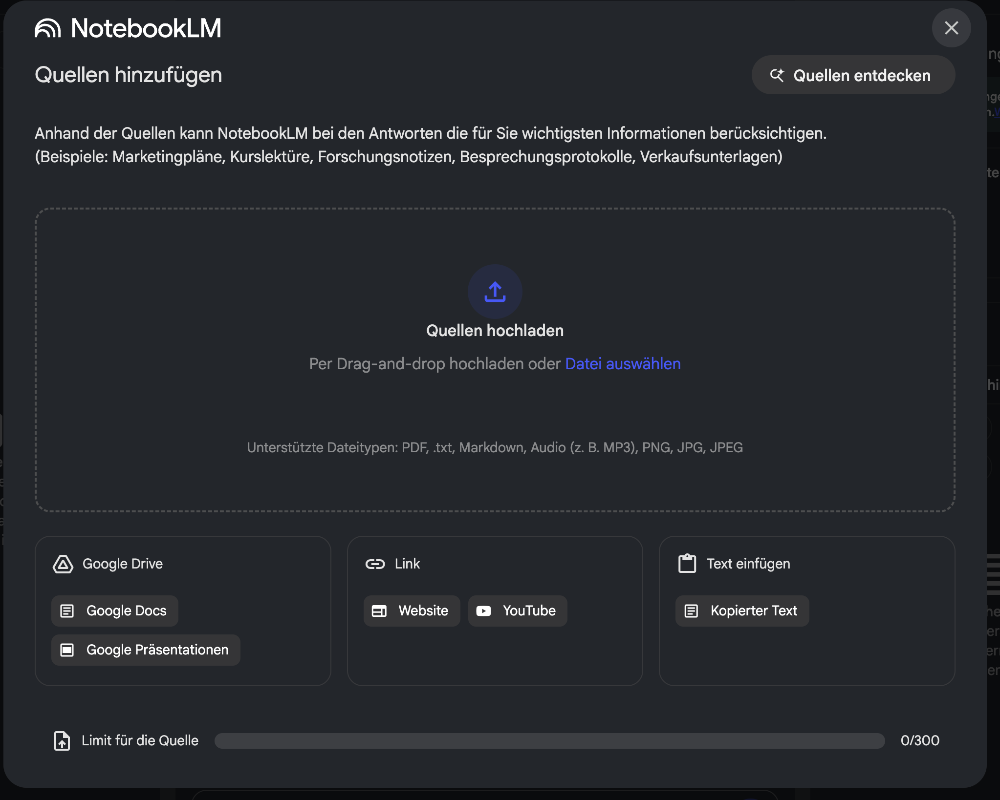 NotebookLM
Quellen hinzufügen
Quellen entdecken
Anhand der Quellen kann NotebookLM bei den Antworten die für Sie wichtigsten Informationen berücksichtigen.
(Beispiele: Marketingpläne, Kurslektüre, Forschungsnotizen, Besprechungsprotokolle, Verkaufsunterlagen)
Quellen hochladen
Per Drag-and-drop hochladen oder Datei auswählen
Unterstützte Dateitypen: PDF, .txt, Markdown, Audio (z. B. MP3), PNG, JPG, JPEG
Google Drive
Google Docs
Google Präsentationen
Link
Website
YouTube
Text einfügen
Kopierter Text
Limit für die Quelle
0/300